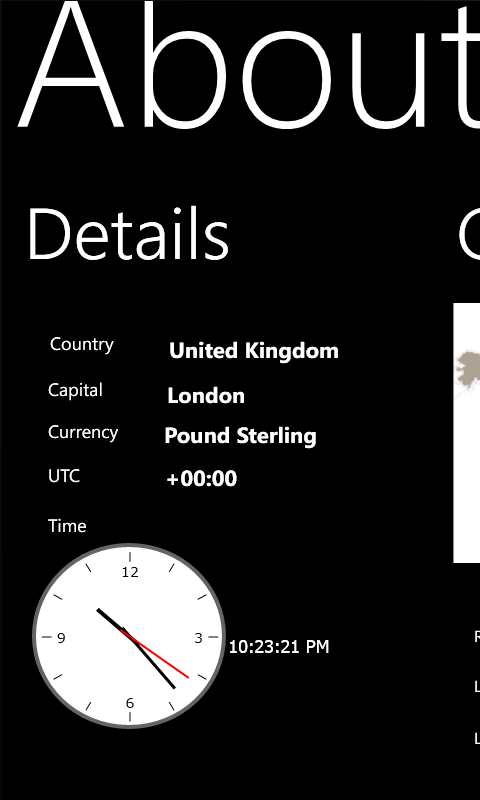 About
Details
Country United Kingdom
Capital London
Currency Pound Sterling
UTC +00:00
Time
12
9 3
6
10:23:21 PM